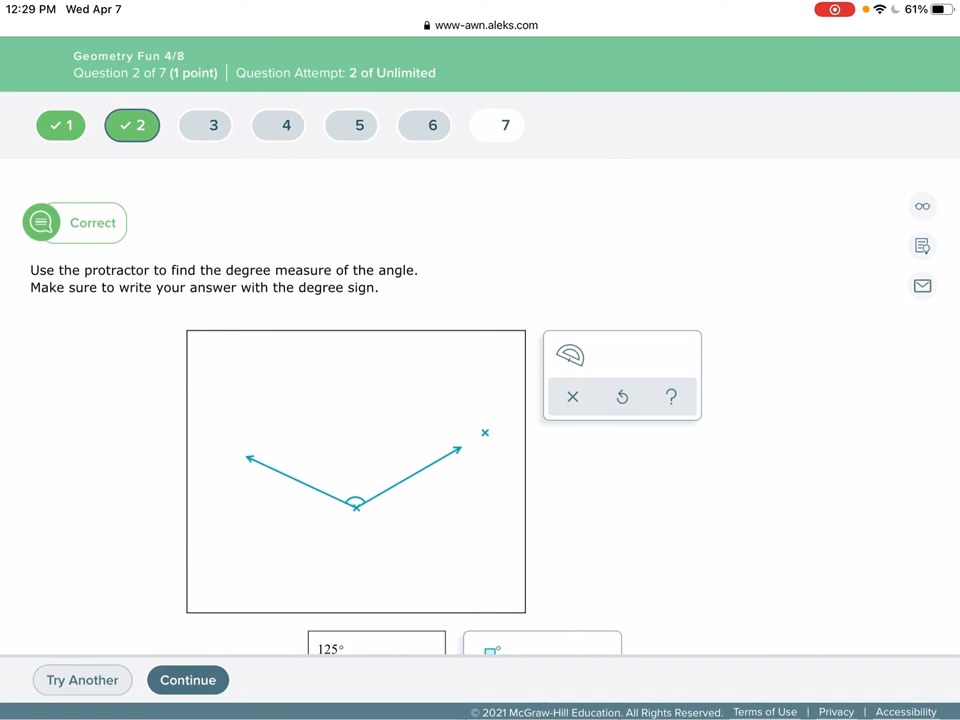 12:29 PM Wed Apr 7
61%
www-awn.aleks.com
Geometry Fun 4/8
Question 2 of 7 (1 point) | Question Attempt: 2 of Unlimited
✓ 1 ✓ 2 3 4 5 6 7
Correct
Use the protractor to find the degree measure of the angle.
Make sure to write your answer with the degree sign.
× ?
125°
□°
Try Another Continue
© 2021 McGraw-Hill Education. All Rights Reserved. Terms of Use | Privacy | Accessibility